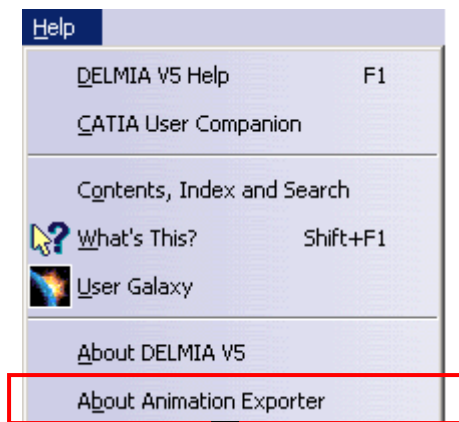 Help
DELMIA V5 Help F1
CATIA User Companion
Contents, Index and Search
What's This? Shift+F1
User Galaxy
About DELMIA V5
About Animation Exporter